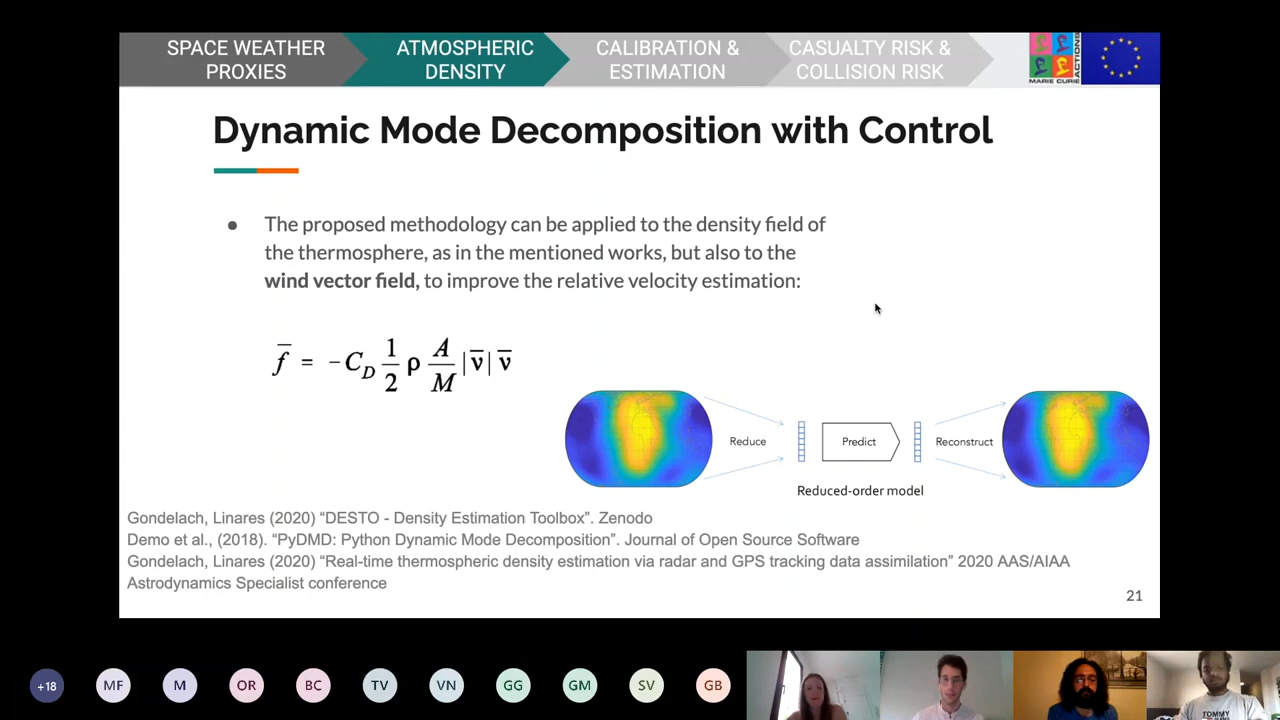 SPACE WEATHER
PROXIES
ATMOSPHERIC
DENSITY
CALIBRATION &
ESTIMATION
CASUALTY RISK &
COLLISION RISK
MARIE CURIE
ACTIONS
Dynamic Mode Decomposition with Control
● The proposed methodology can be applied to the density field of
the thermosphere, as in the mentioned works, but also to the
wind vector field, to improve the relative velocity estimation:
f̅ = −C_D 1/2 ρ A/M |v̅| v̅
Reduce
Predict
Reconstruct
Reduced-order model
Gondelach, Linares (2020) “DESTO - Density Estimation Toolbox”. Zenodo
Demo et al., (2018). “PyDMD: Python Dynamic Mode Decomposition”. Journal of Open Source Software
Gondelach, Linares (2020) “Real-time thermospheric density estimation via radar and GPS tracking data assimilation” 2020 AAS/AIAA
Astrodynamics Specialist conference
21
+18
MF
M
OR
BC
TV
VN
GG
GM
SV
GB
TOMMY